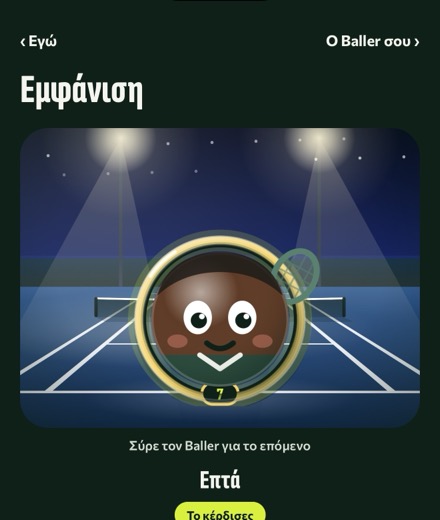 ‹ Εγώ
Ο Baller σου ›
Εμφάνιση
7
Σύρε τον Baller για το επόμενο
Επτά
Το κέρδισες